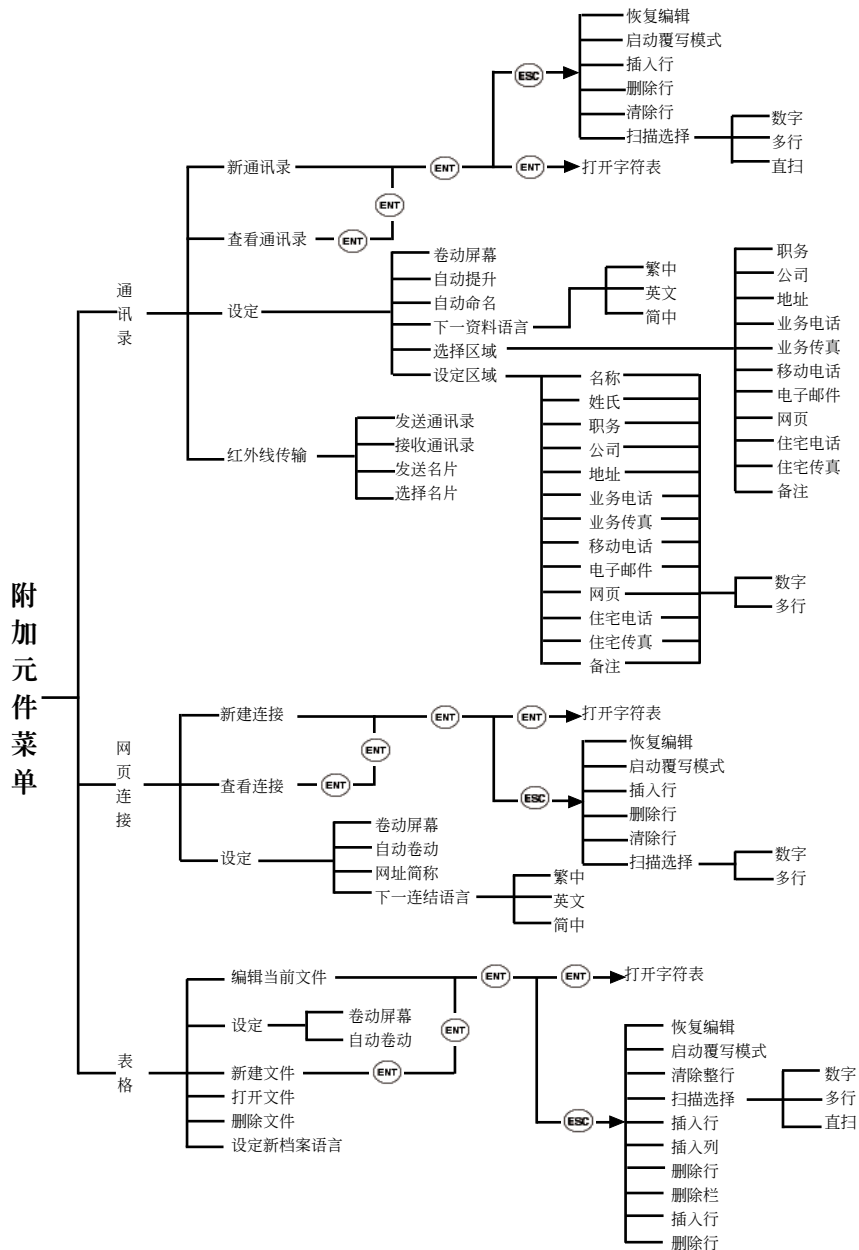 附加元件菜单
通讯录
新通讯录
ENT
ENT
ESC
恢复编辑
启动覆写模式
插入行
删除行
清除行
扫描选择
数字
多行
直扫
ENT
打开字符表
查看通讯录
ENT
设定
卷动屏幕
自动提升
自动命名
下一资料语言
繁中
英文
简中
选择区域
职务
公司
地址
业务电话
业务传真
移动电话
电子邮件
网页
住宅电话
住宅传真
备注
设定区域
名称
姓氏
职务
公司
地址
业务电话
业务传真
移动电话
电子邮件
网页
住宅电话
住宅传真
备注
数字
多行
红外线传输
发送通讯录
接收通讯录
发送名片
选择名片
网页连接
新建连接
ENT
ENT
ENT
打开字符表
查看连接
ENT
ESC
恢复编辑
启动覆写模式
插入行
删除行
清除行
扫描选择
数字
多行
设定
卷动屏幕
自动卷动
网址简称
下一连结语言
繁中
英文
简中
表格
编辑当前文件
ENT
ENT
打开字符表
设定
卷动屏幕
自动卷动
ENT
新建文件
ENT
打开文件
删除文件
设定新档案语言
ESC
恢复编辑
启动覆写模式
清除整行
扫描选择
数字
多行
直扫
插入行
插入列
删除行
删除栏
插入行
删除行